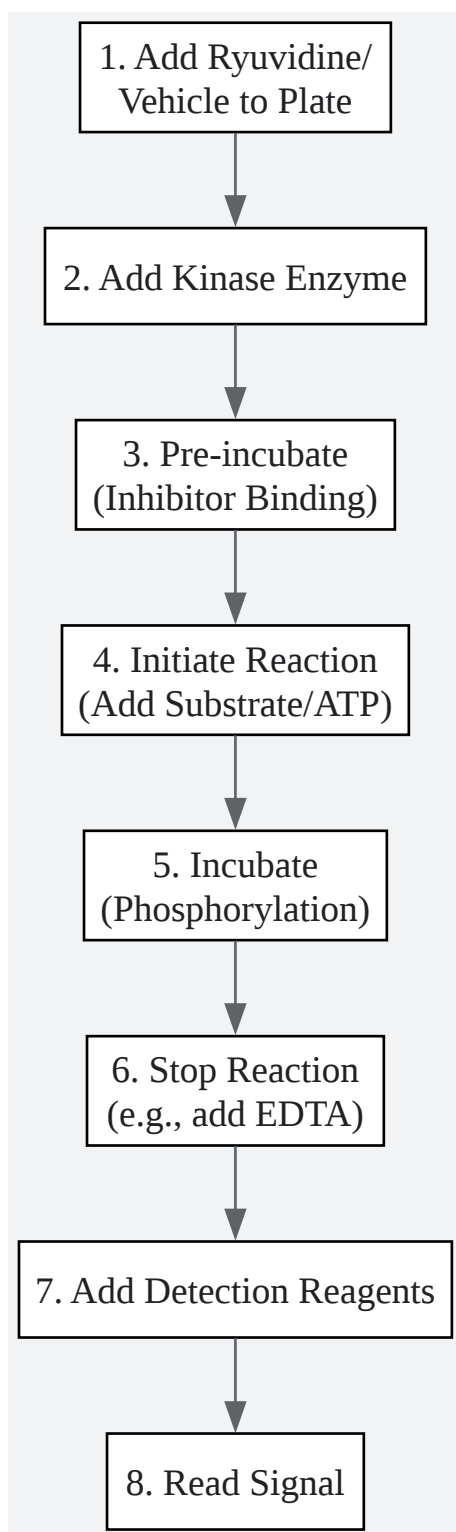 1. Add Ryuvidine/
Vehicle to Plate
2. Add Kinase Enzyme
3. Pre-incubate
(Inhibitor Binding)
4. Initiate Reaction
(Add Substrate/ATP)
5. Incubate
(Phosphorylation)
6. Stop Reaction
(e.g., add EDTA)
7. Add Detection Reagents
8. Read Signal